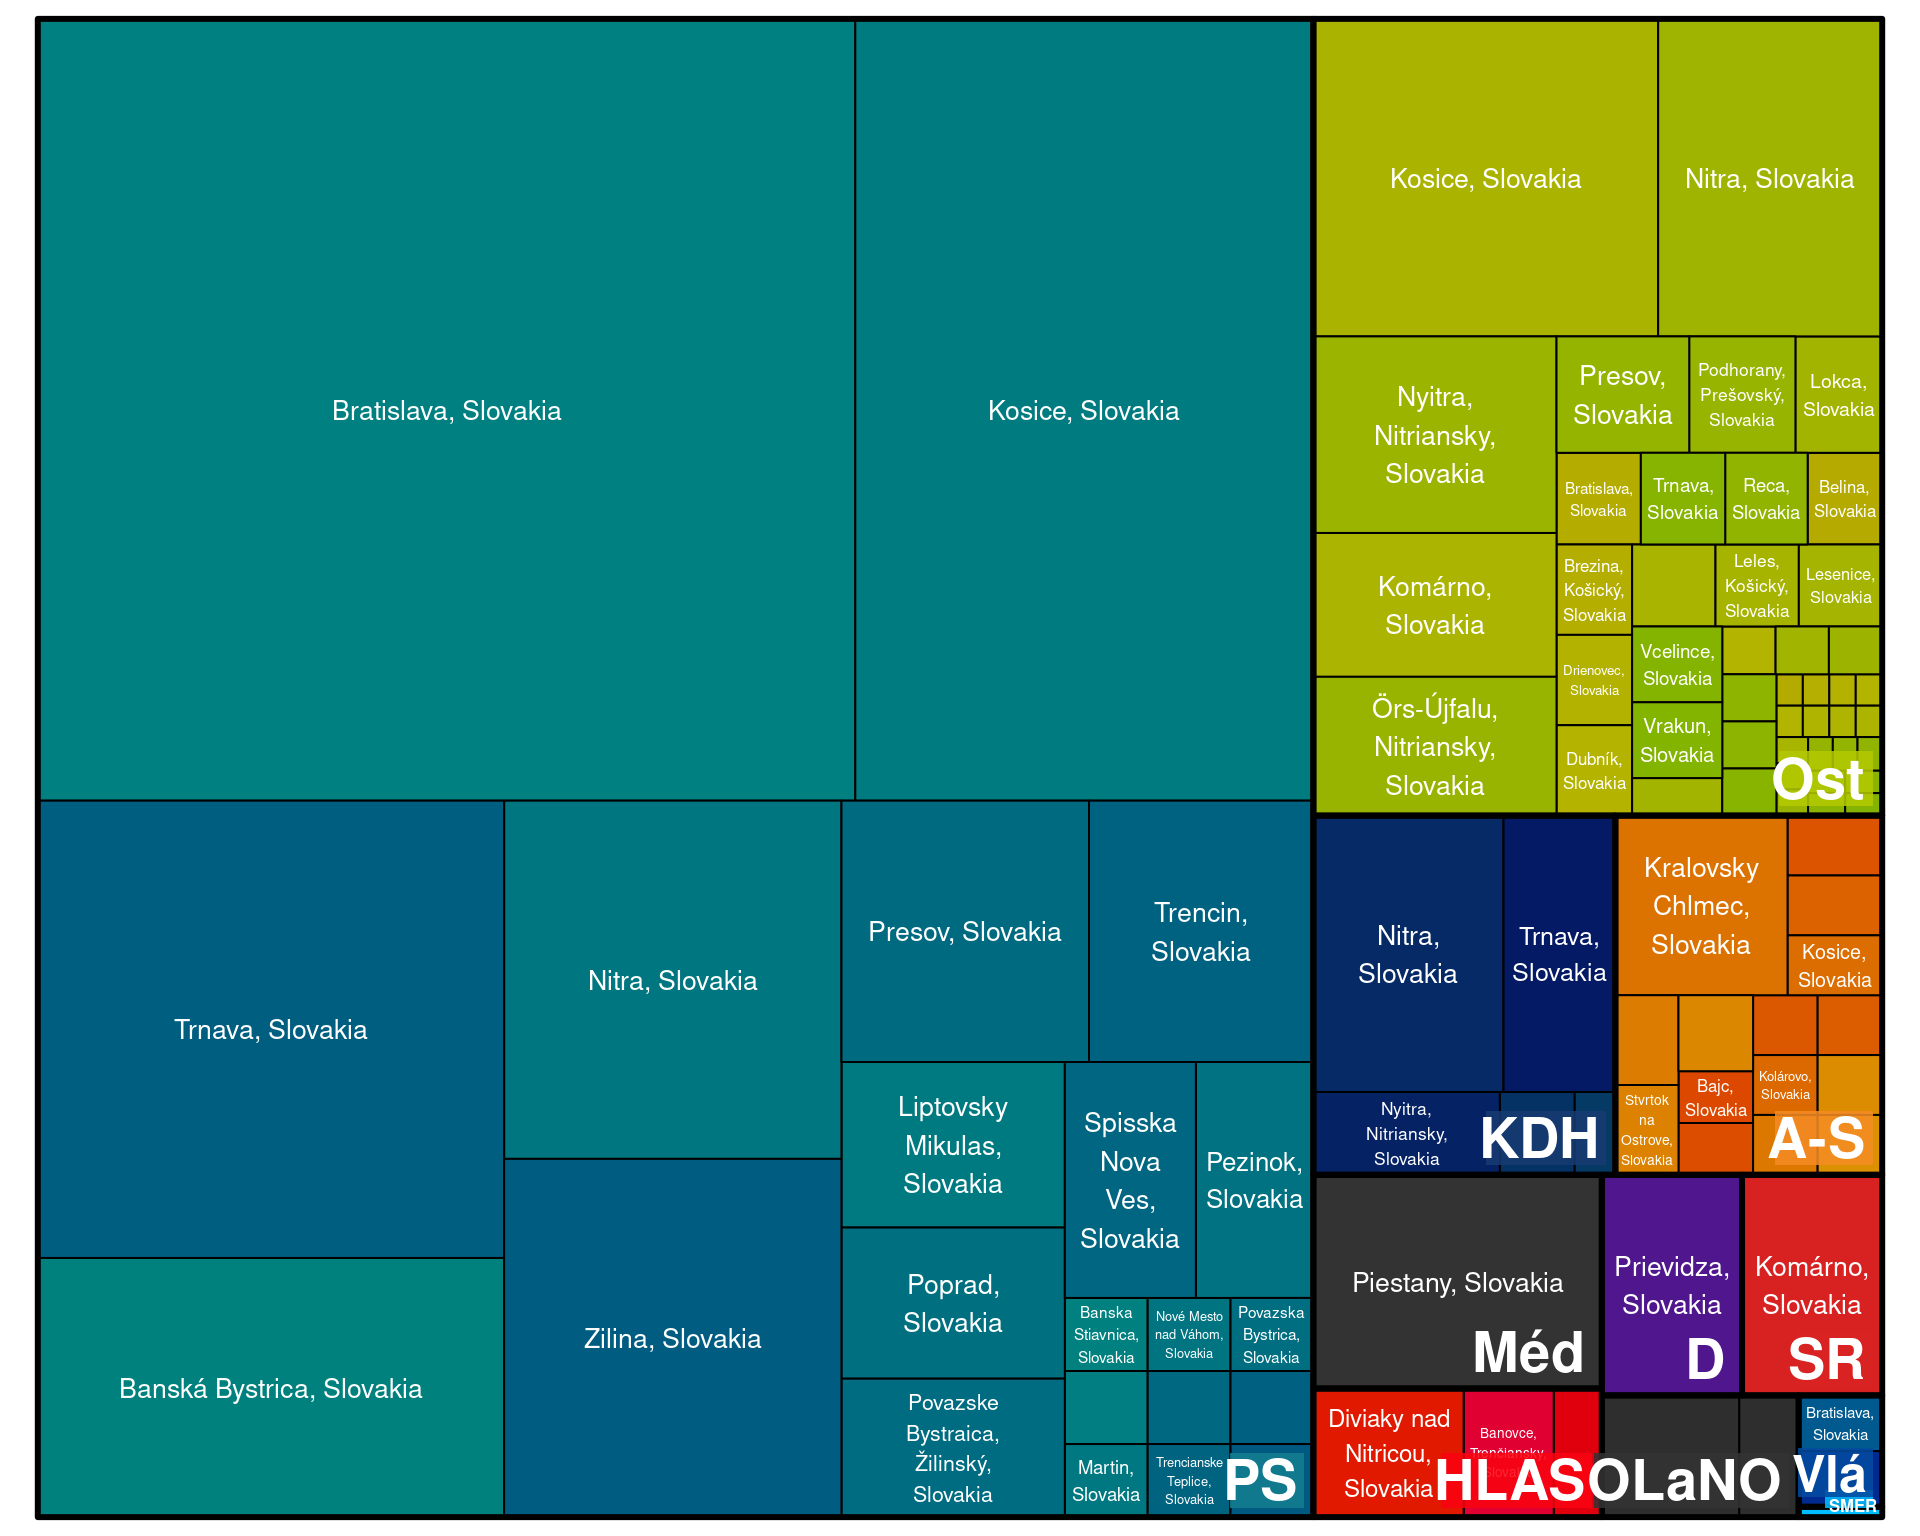 Bratislava, Slovakia
Kosice, Slovakia
Trnava, Slovakia
Banská Bystrica, Slovakia
Nitra, Slovakia
Zilina, Slovakia
Presov, Slovakia
Trencin,
Slovakia
Liptovsky
Mikulas,
Slovakia
Poprad,
Slovakia
Povazske
Bystraica,
Žilinský,
Slovakia
Spisska
Nova
Ves,
Slovakia
Pezinok,
Slovakia
Banska
Stiavnica,
Slovakia
Nové Mesto
nad Váhom,
Slovakia
Povazska
Bystrica,
Slovakia
Martin,
Slovakia
Trencianske
Teplice,
Slovakia
PS
Kosice, Slovakia
Nitra, Slovakia
Nyitra,
Nitriansky,
Slovakia
Komárno,
Slovakia
Örs-Újfalu,
Nitriansky,
Slovakia
Presov,
Slovakia
Podhorany,
Prešovský,
Slovakia
Lokca,
Slovakia
Bratislava,
Slovakia
Trnava,
Slovakia
Reca,
Slovakia
Belina,
Slovakia
Brezina,
Košický,
Slovakia
Leles,
Košický,
Slovakia
Lesenice,
Slovakia
Drienovec,
Slovakia
Dubník,
Slovakia
Vcelince,
Slovakia
Vrakun,
Slovakia
Ost
Nitra,
Slovakia
Trnava,
Slovakia
Nyitra,
Nitriansky,
Slovakia
KDH
Kralovsky
Chlmec,
Slovakia
Kosice,
Slovakia
Stvrtok
na
Ostrove,
Slovakia
Bajc,
Slovakia
Kolárovo,
Slovakia
A-S
Piestany, Slovakia
Méd
Prievidza,
Slovakia
D
Komárno,
Slovakia
SR
Diviaky nad
Nitricou,
Slovakia
Banovce,
Trenčiansky,
Slovakia
HLAS
OLaNO
Bratislava,
Slovakia
Vlá
SMER